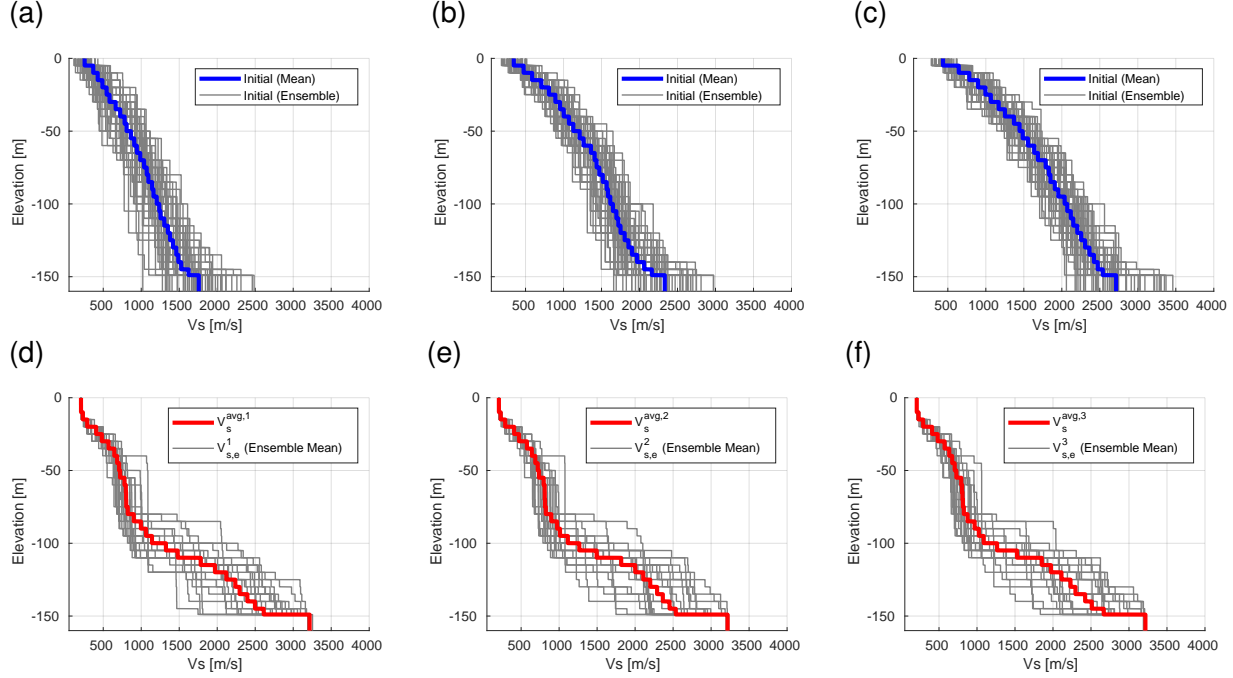 (a)
(b)
(c)
0
-50
-100
-150
Elevation [m]
500 1000 1500 2000 2500 3000 3500 4000
Vs [m/s]
Initial (Mean)
Initial (Ensemble)
0
-50
-100
-150
Elevation [m]
500 1000 1500 2000 2500 3000 3500 4000
Vs [m/s]
Initial (Mean)
Initial (Ensemble)
0
-50
-100
-150
Elevation [m]
500 1000 1500 2000 2500 3000 3500 4000
Vs [m/s]
Initial (Mean)
Initial (Ensemble)
(d)
(e)
(f)
0
-50
-100
-150
Elevation [m]
500 1000 1500 2000 2500 3000 3500 4000
Vs [m/s]
V_s^{avg,1}
V_{s,e}^1 (Ensemble Mean)
0
-50
-100
-150
Elevation [m]
500 1000 1500 2000 2500 3000 3500 4000
Vs [m/s]
V_s^{avg,2}
V_{s,e}^2 (Ensemble Mean)
0
-50
-100
-150
Elevation [m]
500 1000 1500 2000 2500 3000 3500 4000
Vs [m/s]
V_s^{avg,3}
V_{s,e}^3 (Ensemble Mean)